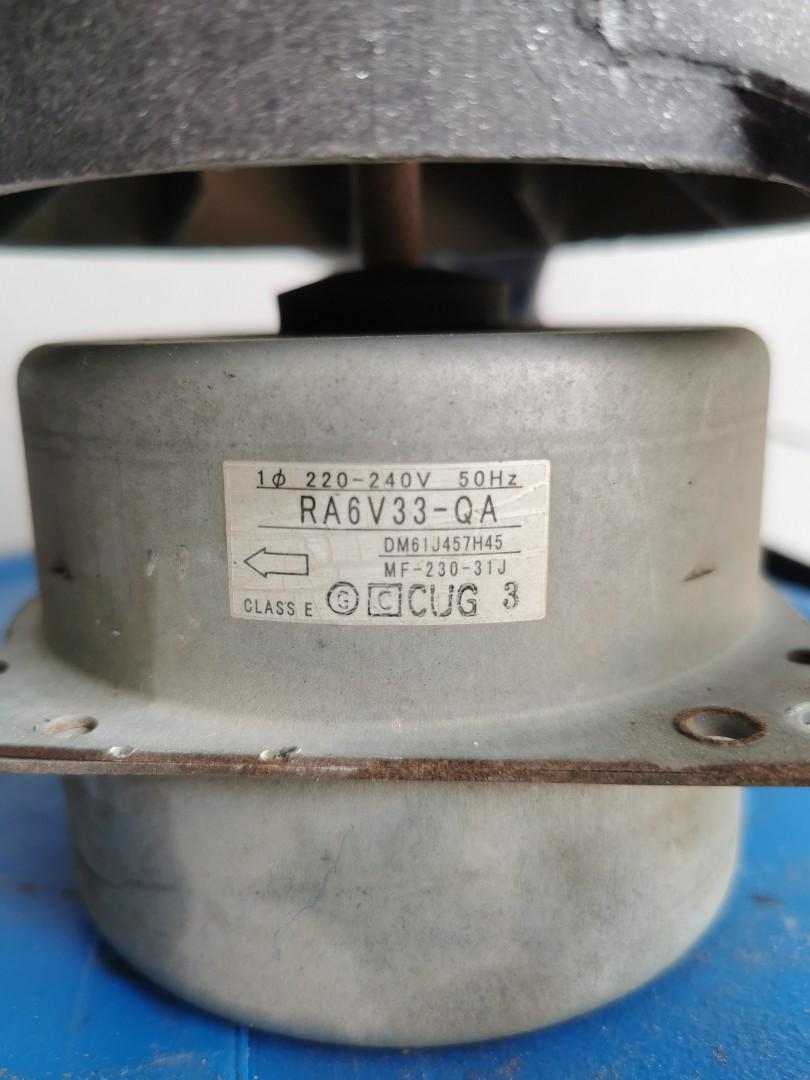 1ϕ 220-240V 50Hz
RA6V33-QA
DM61J457H45
MF-230-31J
CLASS E G C CUG 3